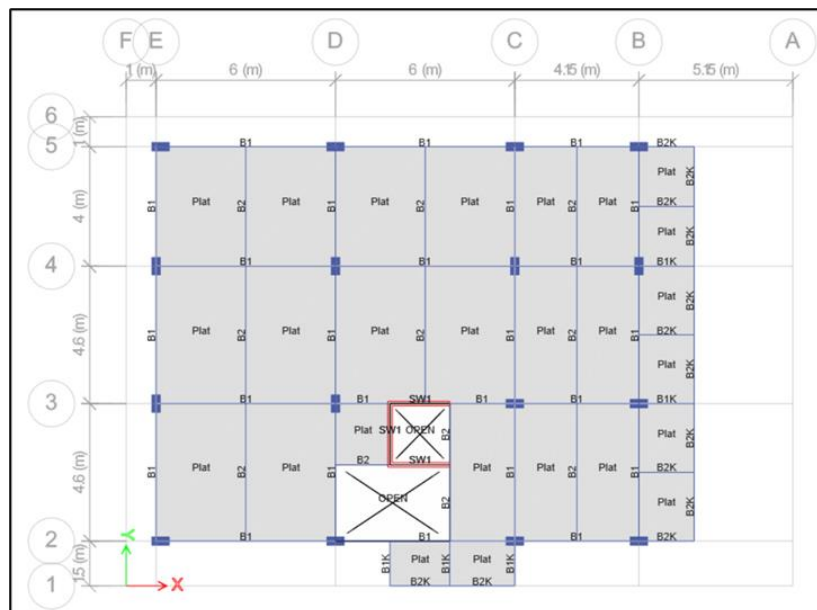 F E D C B A
1 (m) 6 (m) 6 (m) 4.15 (m) 5.15 (m)
6
1 (m)
5 B1 B1 B1 B2K
Plat B2K
B1 Plat B2 Plat B1 Plat B2 Plat B1 Plat B2 Plat B1 B2K
4 (m)
Plat B2K
4 B1 B1 B1K
Plat B2K
4.6 (m)
B1 Plat B2 Plat B1 Plat B2 Plat B1 Plat B2 Plat B1 B2K
Plat B2K
3 B1 B1 SW1 B1 B1K
Plat SW1 OPEN B2 Plat B2K
4.6 (m)
B2 SW1
B1 Plat B2 Plat B1 Plat B1 Plat B2 Plat B1 B2K
OPEN B2 Plat B2K
2 B1 B1 B1 B2K
Y
1.5 (m)
B1K Plat B1K Plat B1K
B2K B2K
1 X